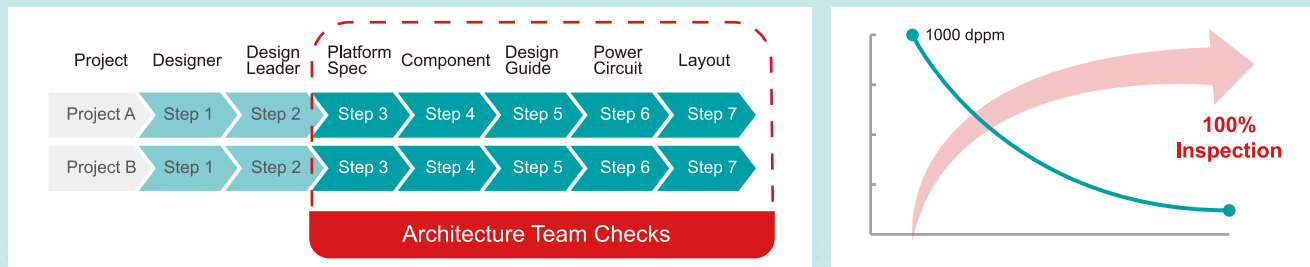 Project Designer Design Leader Platform Spec Component Design Guide Power Circuit Layout
Project A Step 1 Step 2 Step 3 Step 4 Step 5 Step 6 Step 7
Project B Step 1 Step 2 Step 3 Step 4 Step 5 Step 6 Step 7
Architecture Team Checks
1000 dppm
100%
Inspection